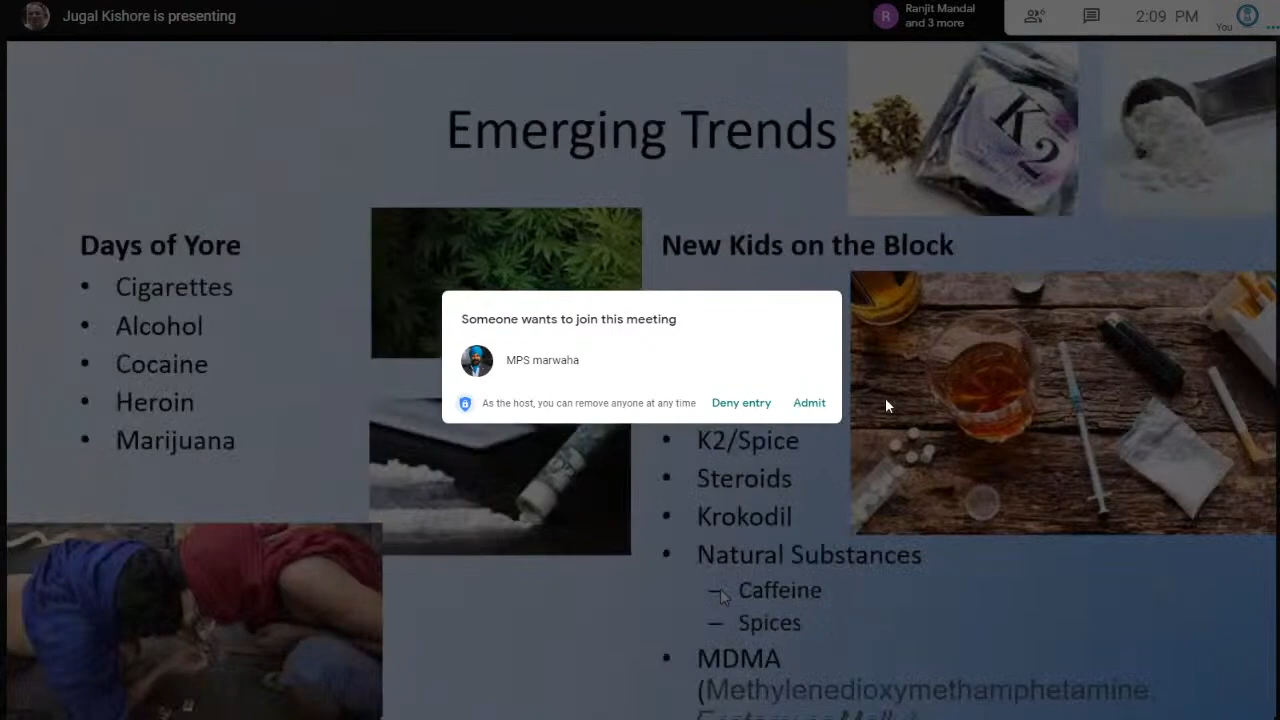 Jugal Kishore is presenting
R
Ranjit Mandal
and 3 more
2:09 PM
You
Emerging Trends
K2
Days of Yore
• Cigarettes
• Alcohol
• Cocaine
• Heroin
• Marijuana
New Kids on the Block
Someone wants to join this meeting
MPS marwaha
As the host, you can remove anyone at any time
Deny entry
Admit
• K2/Spice
• Steroids
• Krokodil
• Natural Substances
– Caffeine
– Spices
• MDMA
(Methylenedioxymethamphetamine,